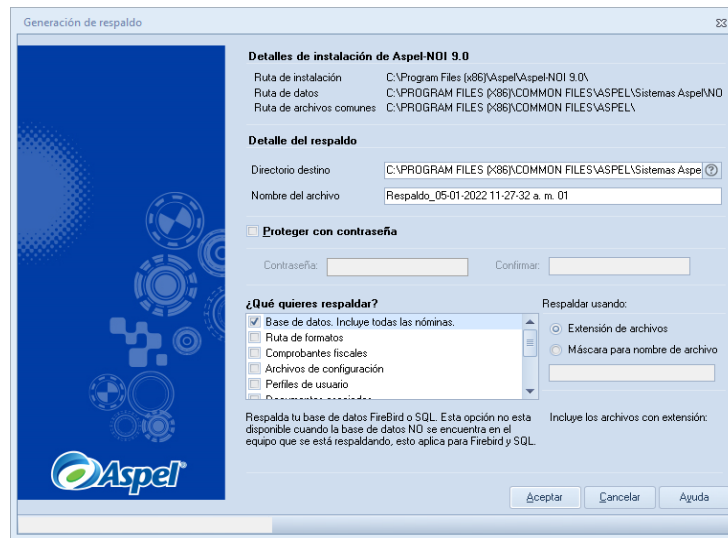 Generación de respaldo
Detalles de instalación de Aspel-NOI 9.0
Ruta de instalación C:\Program Files (x86)\Aspel\Aspel-NOI 9.0\
Ruta de datos C:\PROGRAM FILES (X86)\COMMON FILES\ASPEL\Sistemas Aspel\NO
Ruta de archivos comunes C:\PROGRAM FILES (X86)\COMMON FILES\ASPEL\
Detalle del respaldo
Directorio destino C:\PROGRAM FILES (X86)\COMMON FILES\ASPEL\Sistemas Aspe
Nombre del archivo Respaldo_05-01-2022 11-27-32 a. m. 01
Proteger con contraseña
Contraseña: Confirmar:
¿Qué quieres respaldar? Respaldar usando:
Base de datos. Incluye todas las nóminas.
Ruta de formatos Extensión de archivos
Comprobantes fiscales Máscara para nombre de archivo
Archivos de configuración
Perfiles de usuario
Respalda tu base de datos FireBird o SQL. Esta opción no esta Incluye los archivos con extensión:
disponible cuando la base de datos NO se encuentra en el
equipo que se está respaldando, esto aplica para Firebird y SQL.
Aspel
Aceptar Cancelar Ayuda